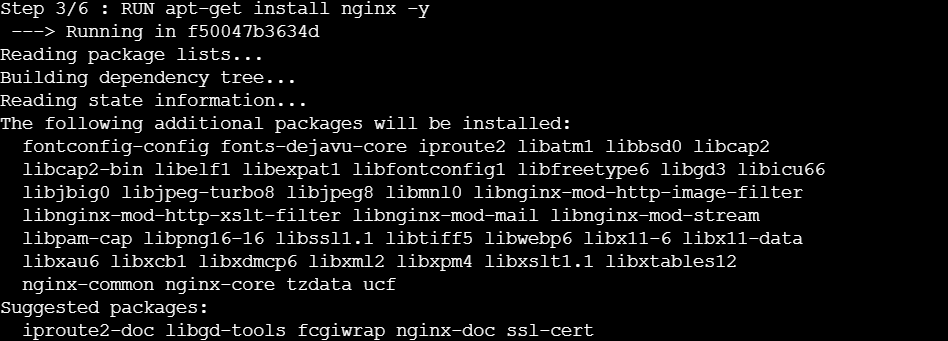 Step 3/6 : RUN apt-get install nginx -y
 ---> Running in f50047b3634d
Reading package lists...
Building dependency tree...
Reading state information...
The following additional packages will be installed:
  fontconfig-config fonts-dejavu-core iproute2 libatm1 libbsd0 libcap2
  libcap2-bin libelf1 libexpat1 libfontconfig1 libfreetype6 libgd3 libicu66
  libjbig0 libjpeg-turbo8 libjpeg8 libmnl0 libnginx-mod-http-image-filter
  libnginx-mod-http-xslt-filter libnginx-mod-mail libnginx-mod-stream
  libpam-cap libpng16-16 libssl1.1 libtiff5 libwebp6 libx11-6 libx11-data
  libxau6 libxcb1 libxdmcp6 libxml2 libxpm4 libxslt1.1 libxtables12
  nginx-common nginx-core tzdata ucf
Suggested packages:
  iproute2-doc libgd-tools fcgiwrap nginx-doc ssl-cert